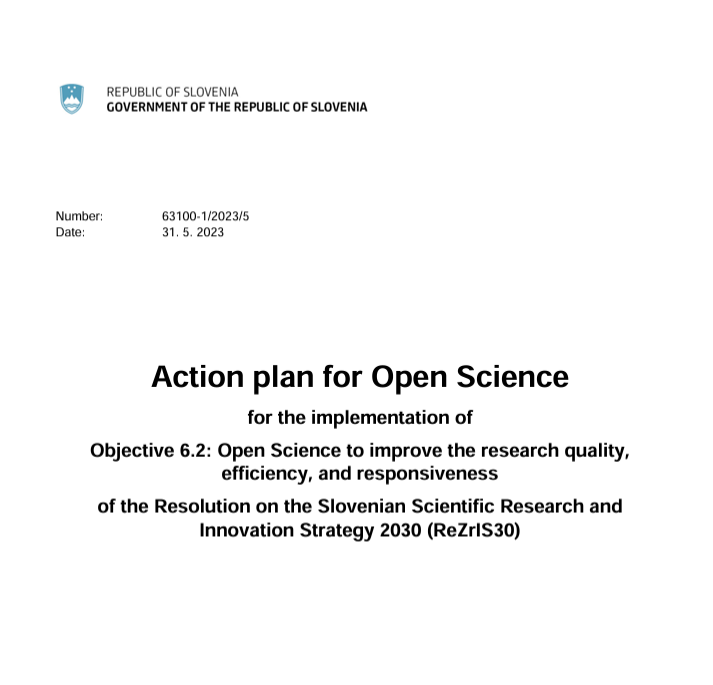 REPUBLIC OF SLOVENIA
GOVERNMENT OF THE REPUBLIC OF SLOVENIA
Number: 63100-1/2023/5
Date: 31. 5. 2023
Action plan for Open Science
for the implementation of
Objective 6.2: Open Science to improve the research quality,
efficiency, and responsiveness
of the Resolution on the Slovenian Scientific Research and
Innovation Strategy 2030 (ReZrIS30)